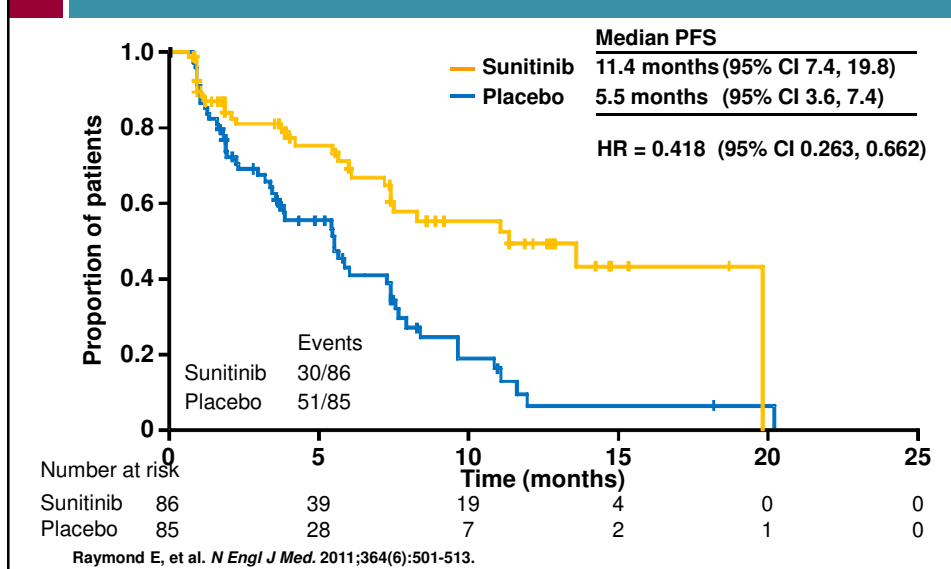 Median PFS
Sunitinib 11.4 months (95% CI 7.4, 19.8)
Placebo 5.5 months (95% CI 3.6, 7.4)
HR = 0.418 (95% CI 0.263, 0.662)
Proportion of patients
1.0
0.8
0.6
0.4
0.2
0
Events
Sunitinib 30/86
Placebo 51/85
0 5 10 15 20 25
Time (months)
Number at risk
Sunitinib 86 39 19 4 0 0
Placebo 85 28 7 2 1 0
Raymond E, et al. N Engl J Med. 2011;364(6):501-513.